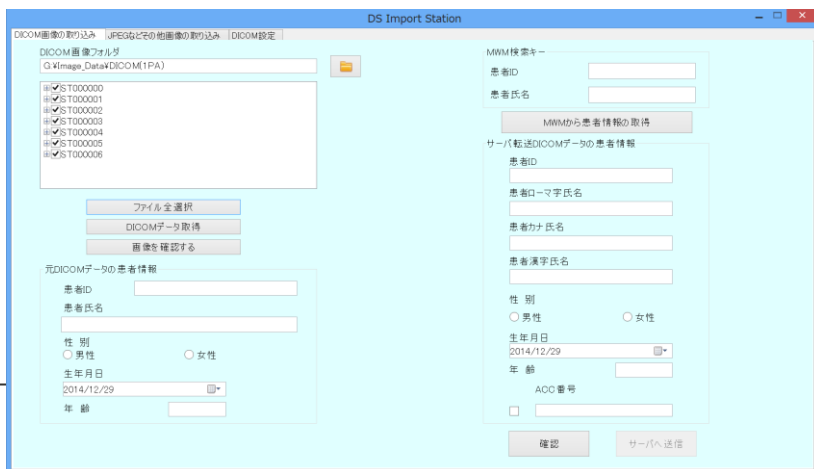 DS Import Station
DICOM画像の取り込み JPEGなどその他画像の取り込み DICOM設定
DICOM画像フォルダ
G:¥Image_Data¥DICOM(1PA)
ST000000
ST000001
ST000002
ST000003
ST000004
ST000005
ST000006
ファイル全選択
DICOMデータ取得
画像を確認する
元DICOMデータの患者情報
患者ID
患者氏名
性 別
男性 女性
生年月日
2014/12/29
年 齢
MWM検索キー
患者ID
患者氏名
MWMから患者情報の取得
サーバ転送DICOMデータの患者情報
患者ID
患者ローマ字氏名
患者カナ氏名
患者漢字氏名
性 別
男性 女性
生年月日
2014/12/29
年 齢
ACC番号
確認 サーバへ送信